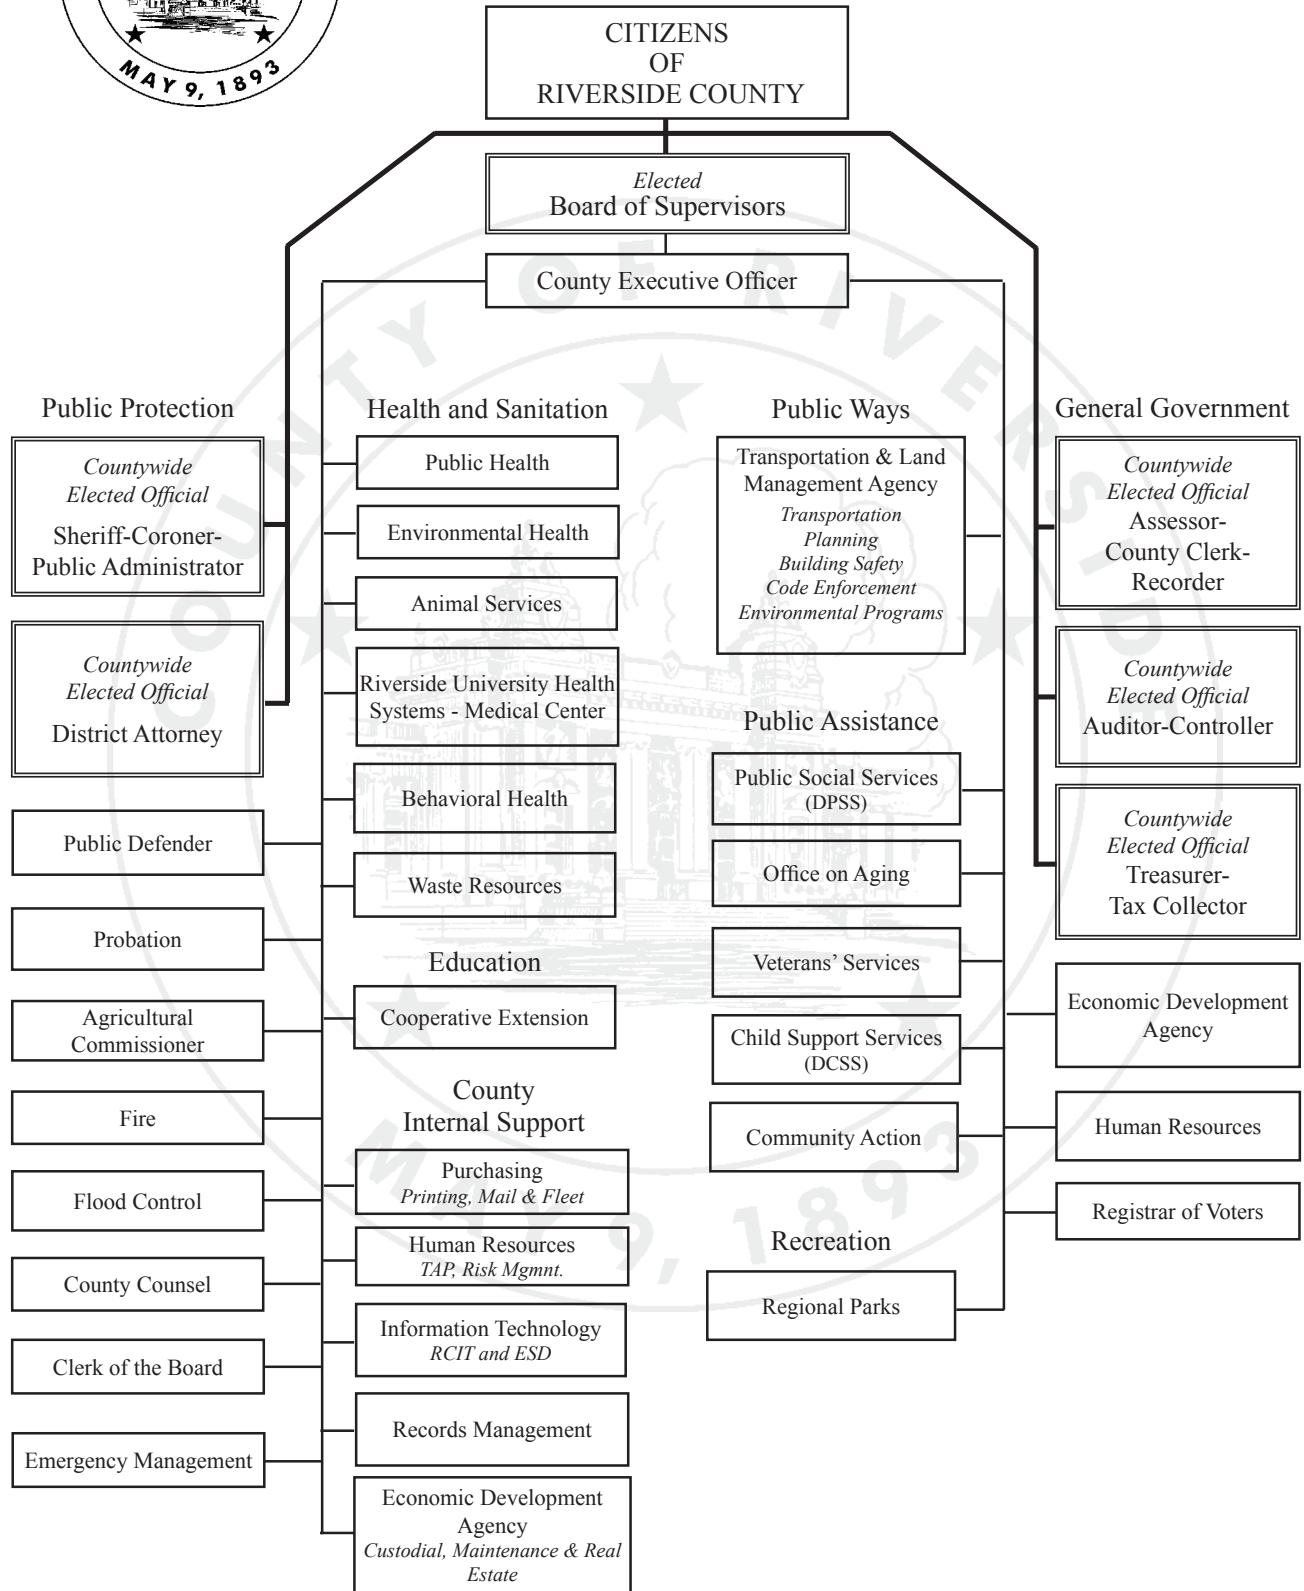 MAY 9, 1893
CITIZENS
OF
RIVERSIDE COUNTY
Elected
Board of Supervisors
County Executive Officer
COUNTY OF RIVERSIDE
MAY 9, 1893
Public Protection
Countywide
Elected Official
Sheriff-Coroner-
Public Administrator
Countywide
Elected Official
District Attorney
Public Defender
Probation
Agricultural
Commissioner
Fire
Flood Control
County Counsel
Clerk of the Board
Emergency Management
Health and Sanitation
Public Health
Environmental Health
Animal Services
Riverside University Health
Systems - Medical Center
Behavioral Health
Waste Resources
Education
Cooperative Extension
County
Internal Support
Purchasing
Printing, Mail & Fleet
Human Resources
TAP, Risk Mgmnt.
Information Technology
RCIT and ESD
Records Management
Economic Development
Agency
Custodial, Maintenance & Real
Estate
Public Ways
Transportation & Land
Management Agency
Transportation
Planning
Building Safety
Code Enforcement
Environmental Programs
Public Assistance
Public Social Services
(DPSS)
Office on Aging
Veterans’ Services
Child Support Services
(DCSS)
Community Action
Recreation
Regional Parks
General Government
Countywide
Elected Official
Assessor-
County Clerk-
Recorder
Countywide
Elected Official
Auditor-Controller
Countywide
Elected Official
Treasurer-
Tax Collector
Economic Development
Agency
Human Resources
Registrar of Voters